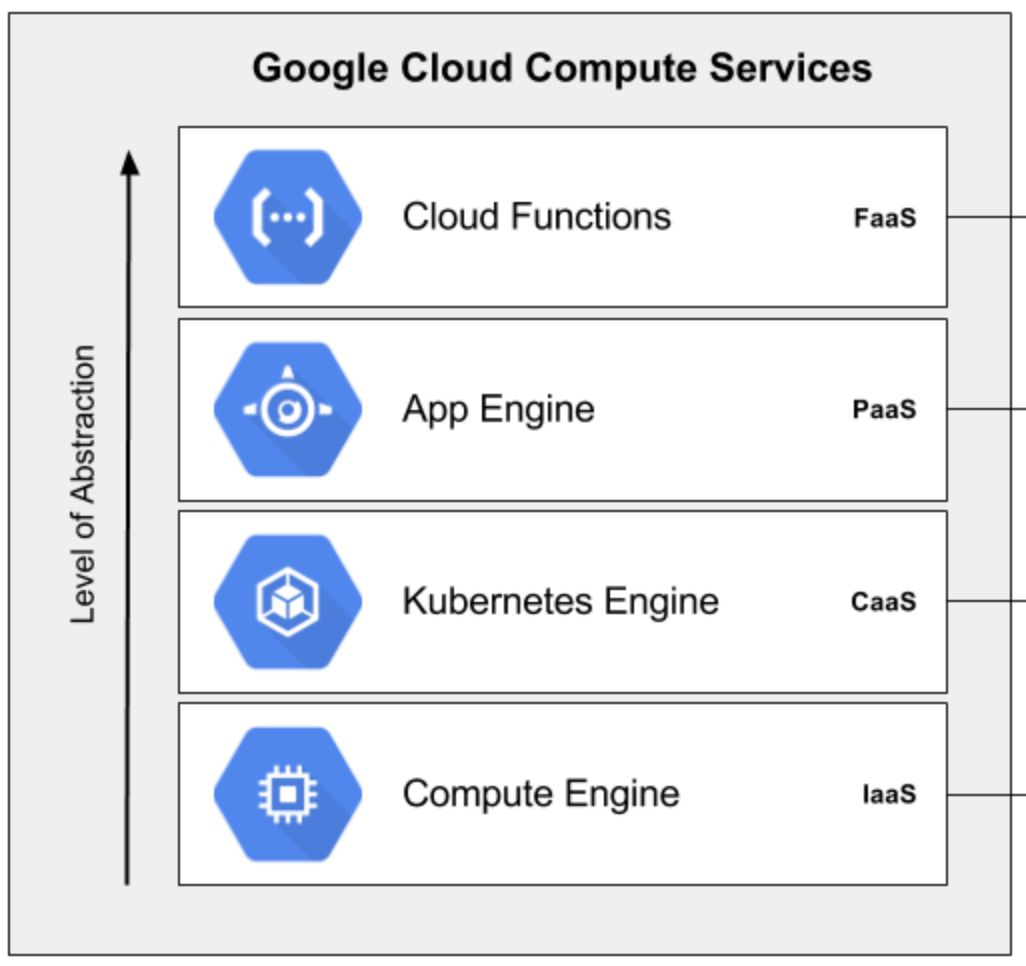 Google Cloud Compute Services
Level of Abstraction
Cloud Functions FaaS
App Engine PaaS
Kubernetes Engine CaaS
Compute Engine IaaS